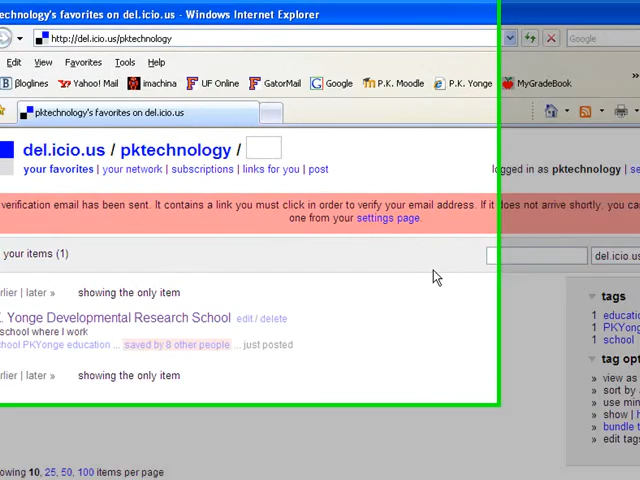 echnology's favorites on del.icio.us - Windows Internet Explorer
http://del.icio.us/pktechnology
Google
Edit View Favorites Tools Help
Bloglines Yahoo! Mail imachina UF Online GatorMail Google P.K. Moodle P.K. Yonge MyGradeBook »
pktechnology's favorites on del.icio.us
del.icio.us / pktechnology /
your favorites | your network | subscriptions | links for you | post
logged in as pktechnology | se
verification email has been sent. It contains a link you must click in order to verify your email address. If it does not arrive shortly, you ca
one from your settings page.
your items (1)
del.icio.us
rlier | later » showing the only item
. Yonge Developmental Research School edit / delete
school where I work
chool PKYonge education ... saved by 8 other people ... just posted
rlier | later » showing the only item
tags
1 educatio
1 PKYong
1 school
tag opt
» view as
» sort by
» use min
» show | h
» bundle t
» edit tags
owing 10, 25, 50, 100 items per page